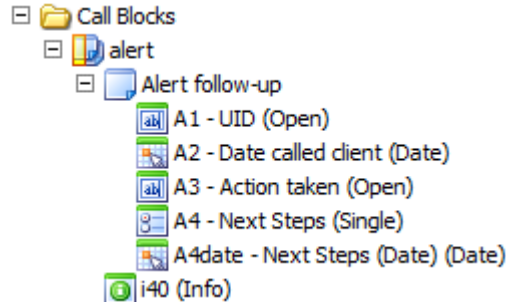 Call Blocks
alert
Alert follow-up
A1 - UID (Open)
A2 - Date called client (Date)
A3 - Action taken (Open)
A4 - Next Steps (Single)
A4date - Next Steps (Date) (Date)
i40 (Info)